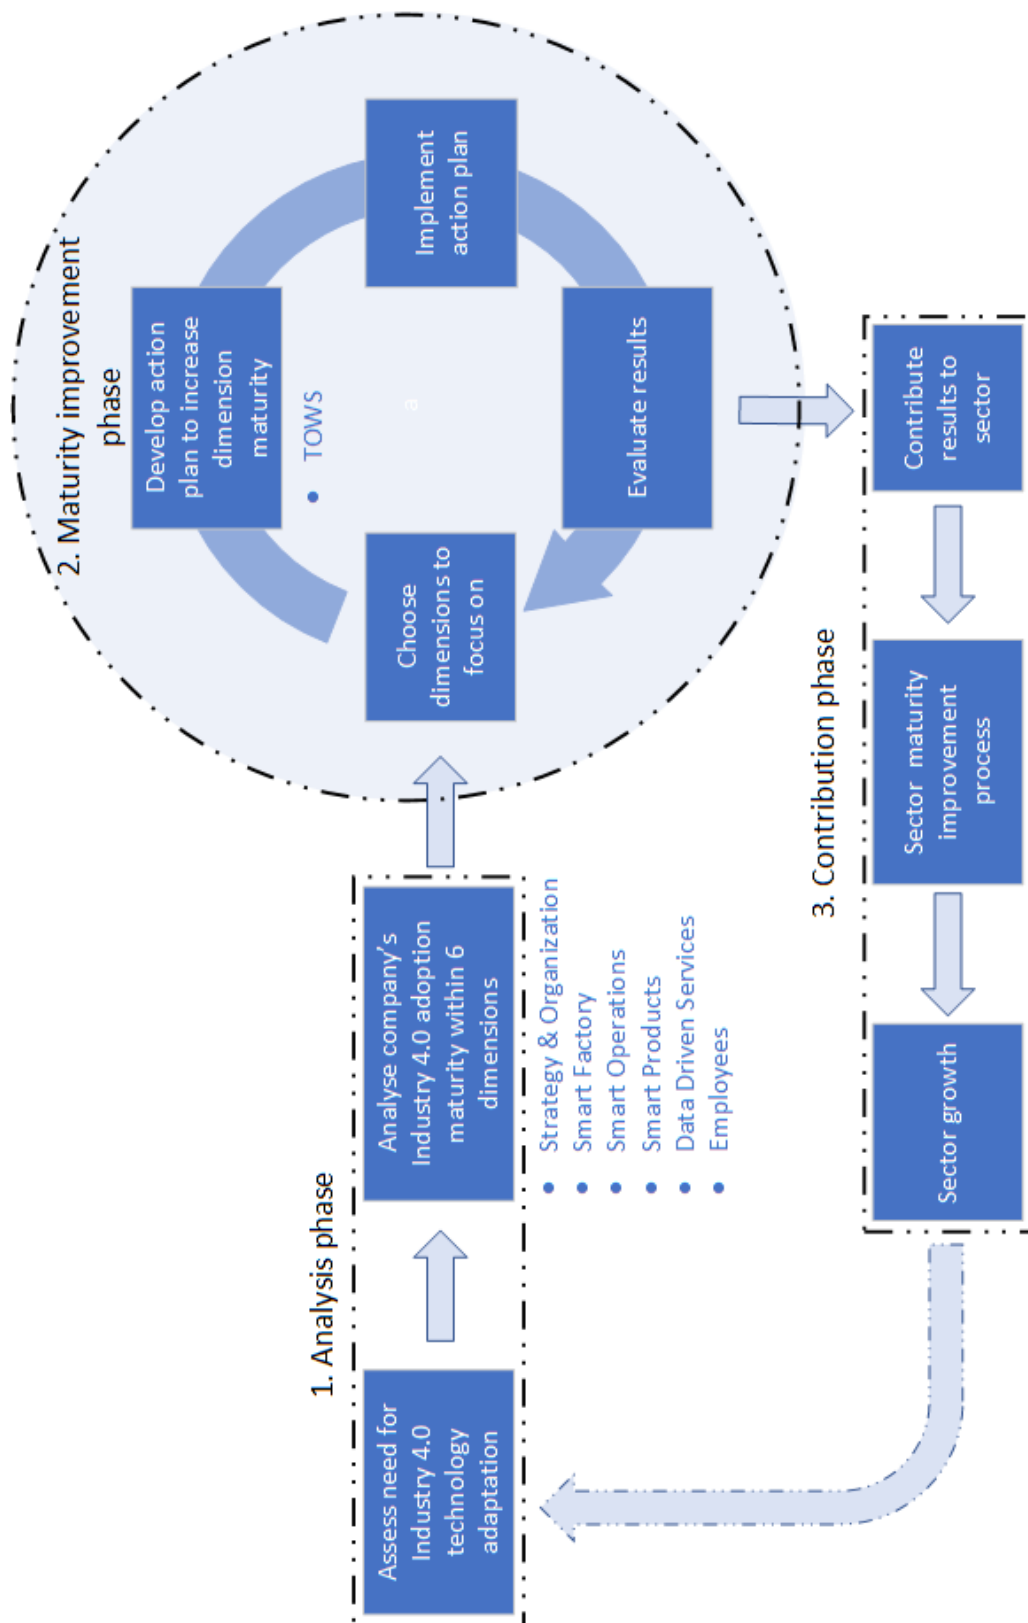 1. Analysis phase
Assess need for
Industry 4.0
technology
adaptation
Analyse company's
Industry 4.0 adoption
maturity within 6
dimensions
• Strategy & Organization
• Smart Factory
• Smart Operations
• Smart Products
• Data Driven Services
• Employees
2. Maturity improvement
phase
Choose
dimensions to
focus on
Develop action
plan to increase
dimension
maturity
• TOWS
a
Implement
action plan
Evaluate results
3. Contribution phase
Contribute
results to
sector
Sector maturity
improvement
process
Sector growth